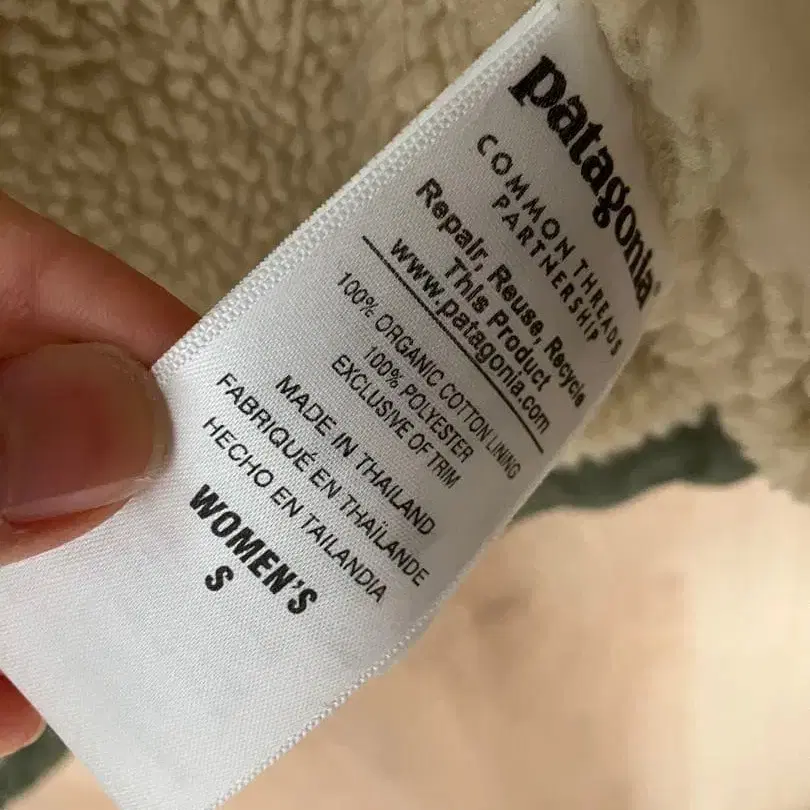 patagonia®
COMMON THREADS
PARTNERSHIP
Repair, Reuse, Recycle
This Product
www.patagonia.com
100% ORGANIC COTTON LINING
100% POLYESTER
EXCLUSIVE OF TRIM
MADE IN THAILAND
FABRIQUÉ EN THAÏLANDE
HECHO EN TAILANDIA
WOMEN'S
S